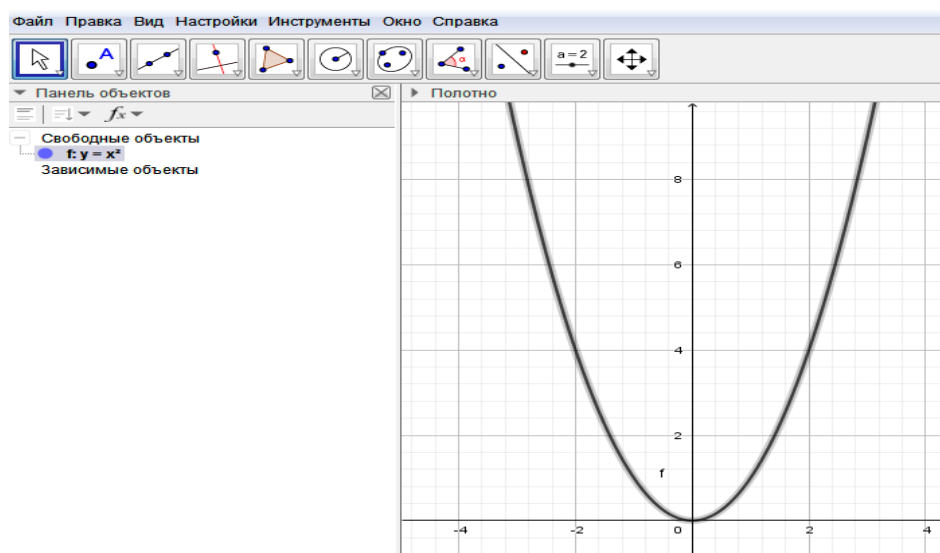 Файл Правка Вид Настройки Инструменты Окно Справка
A
α
a=2
Панель объектов
Полотно
fx
Свободные объекты
f: y = x²
Зависимые объекты
8
6
4
2
f
-4 -2 0 2 4